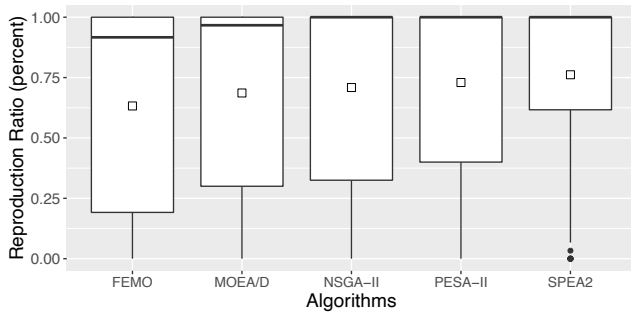 Reproduction Ratio (percent)
1.00
0.75
0.50
0.25
0.00
FEMO MOEA/D NSGA−II PESA−II SPEA2
Algorithms